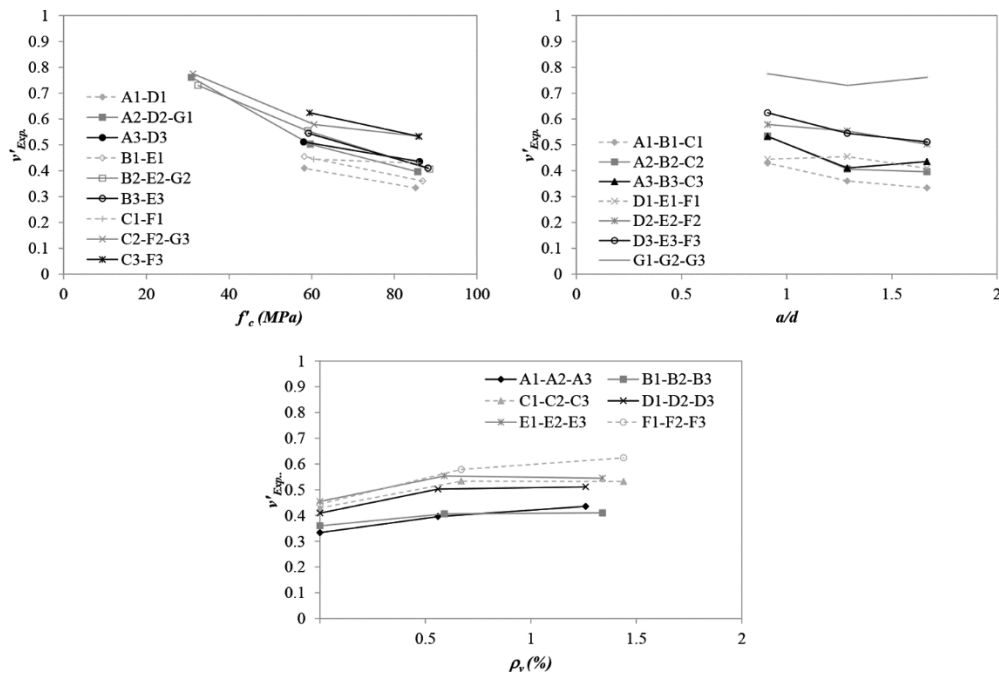 1
0.9
0.8
0.7
0.6
0.5
0.4
0.3
0.2
0.1
0
v'Exp.
A1-D1
A2-D2-G1
A3-D3
B1-E1
B2-E2-G2
B3-E3
C1-F1
C2-F2-G3
C3-F3
0 20 40 60 80 100
f'c (MPa)
1
0.9
0.8
0.7
0.6
0.5
0.4
0.3
0.2
0.1
0
v'Exp.
A1-B1-C1
A2-B2-C2
A3-B3-C3
D1-E1-F1
D2-E2-F2
D3-E3-F3
G1-G2-G3
0 0.5 1 1.5 2
a/d
1
0.9
0.8
0.7
0.6
0.5
0.4
0.3
0.2
0.1
0
v'Exp..
A1-A2-A3 B1-B2-B3
C1-C2-C3 D1-D2-D3
E1-E2-E3 F1-F2-F3
0 0.5 1 1.5 2
ρv (%)